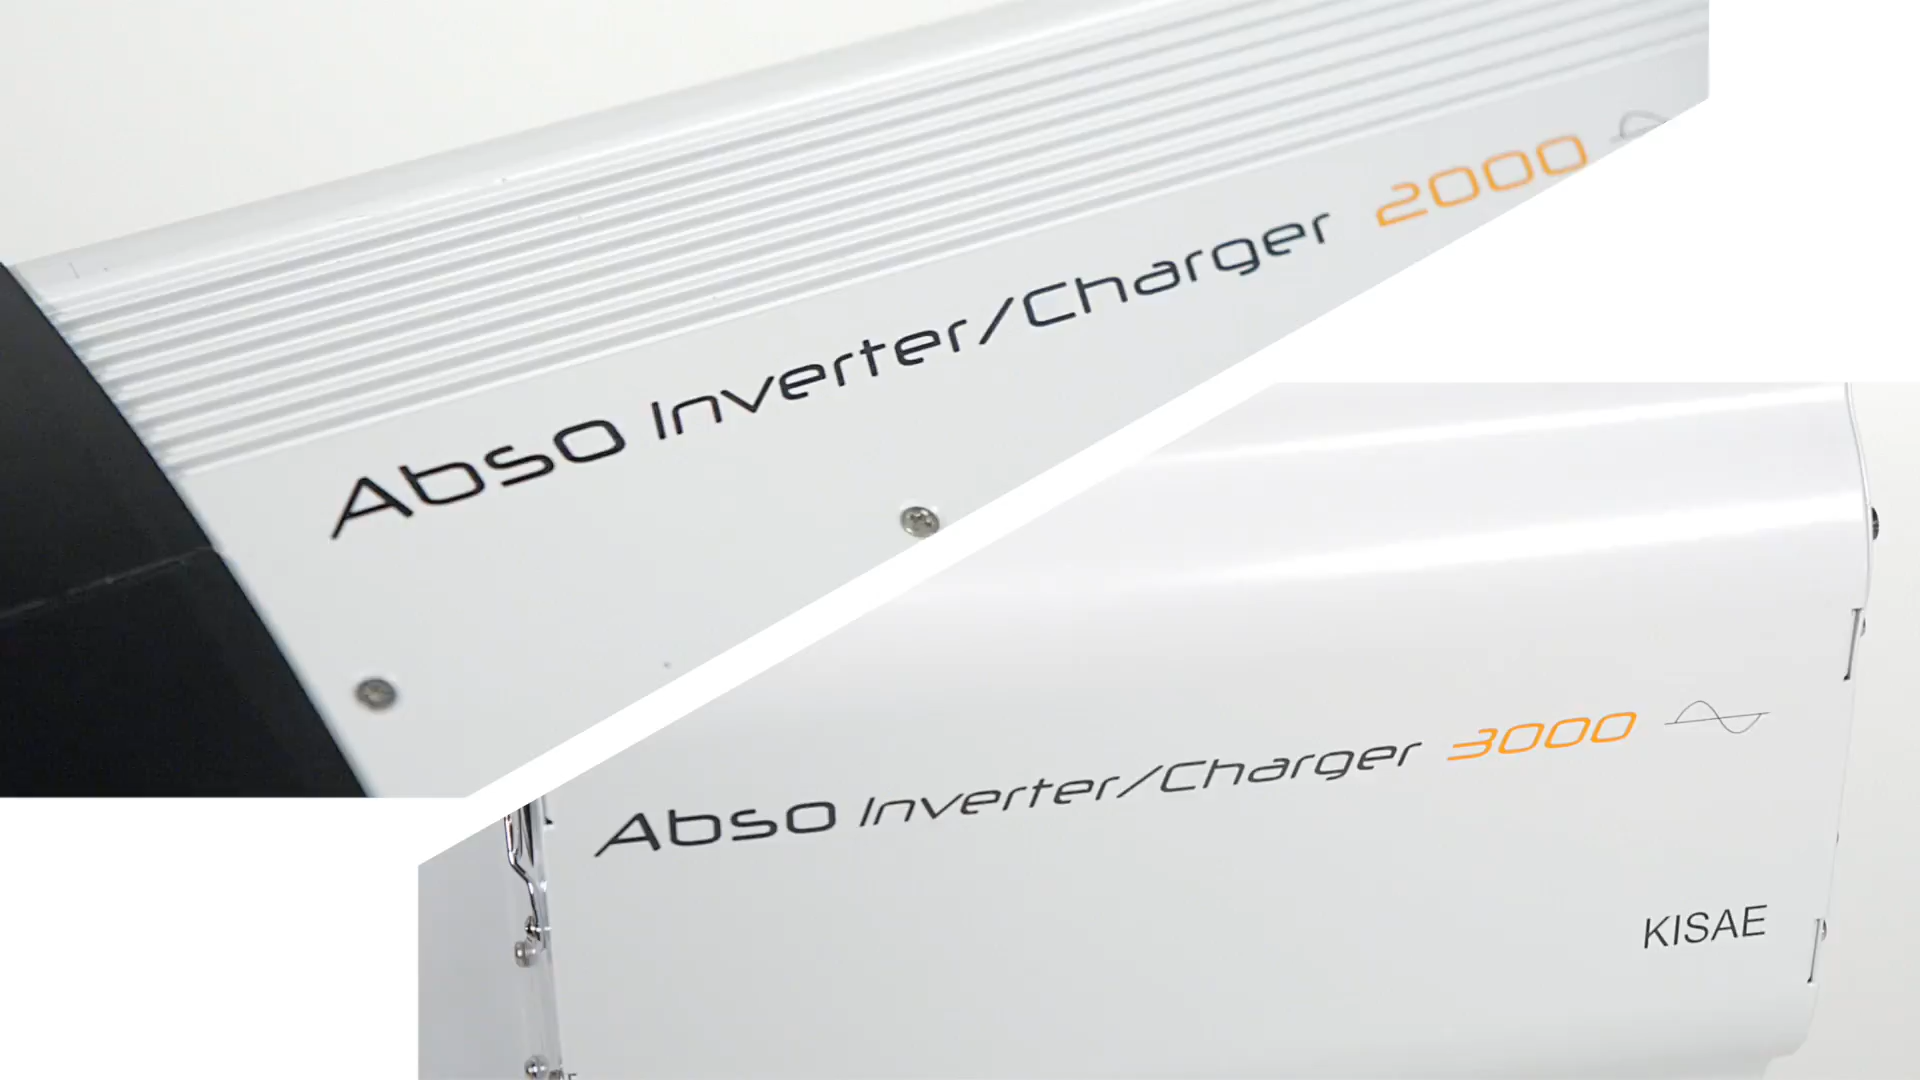 Abso Inverter/Charger 2000
Abso Inverter/Charger 3000
KISAE